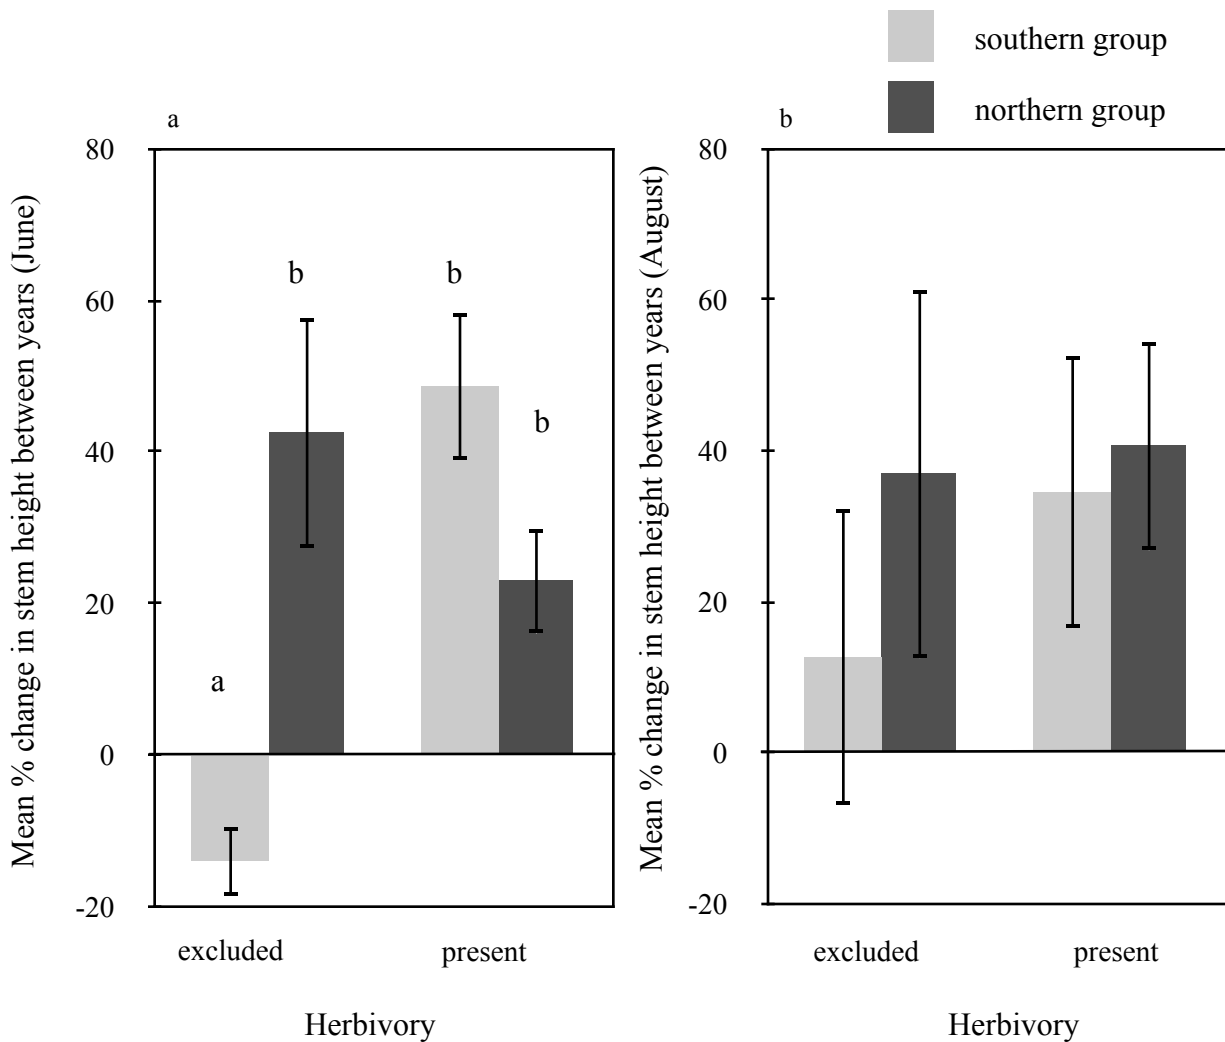 southern group
northern group
a
Mean % change in stem height between years (June)
80
60
40
20
0
-20
b
b
b
a
excluded
present
Herbivory
b
Mean % change in stem height between years (August)
80
60
40
20
0
-20
excluded
present
Herbivory